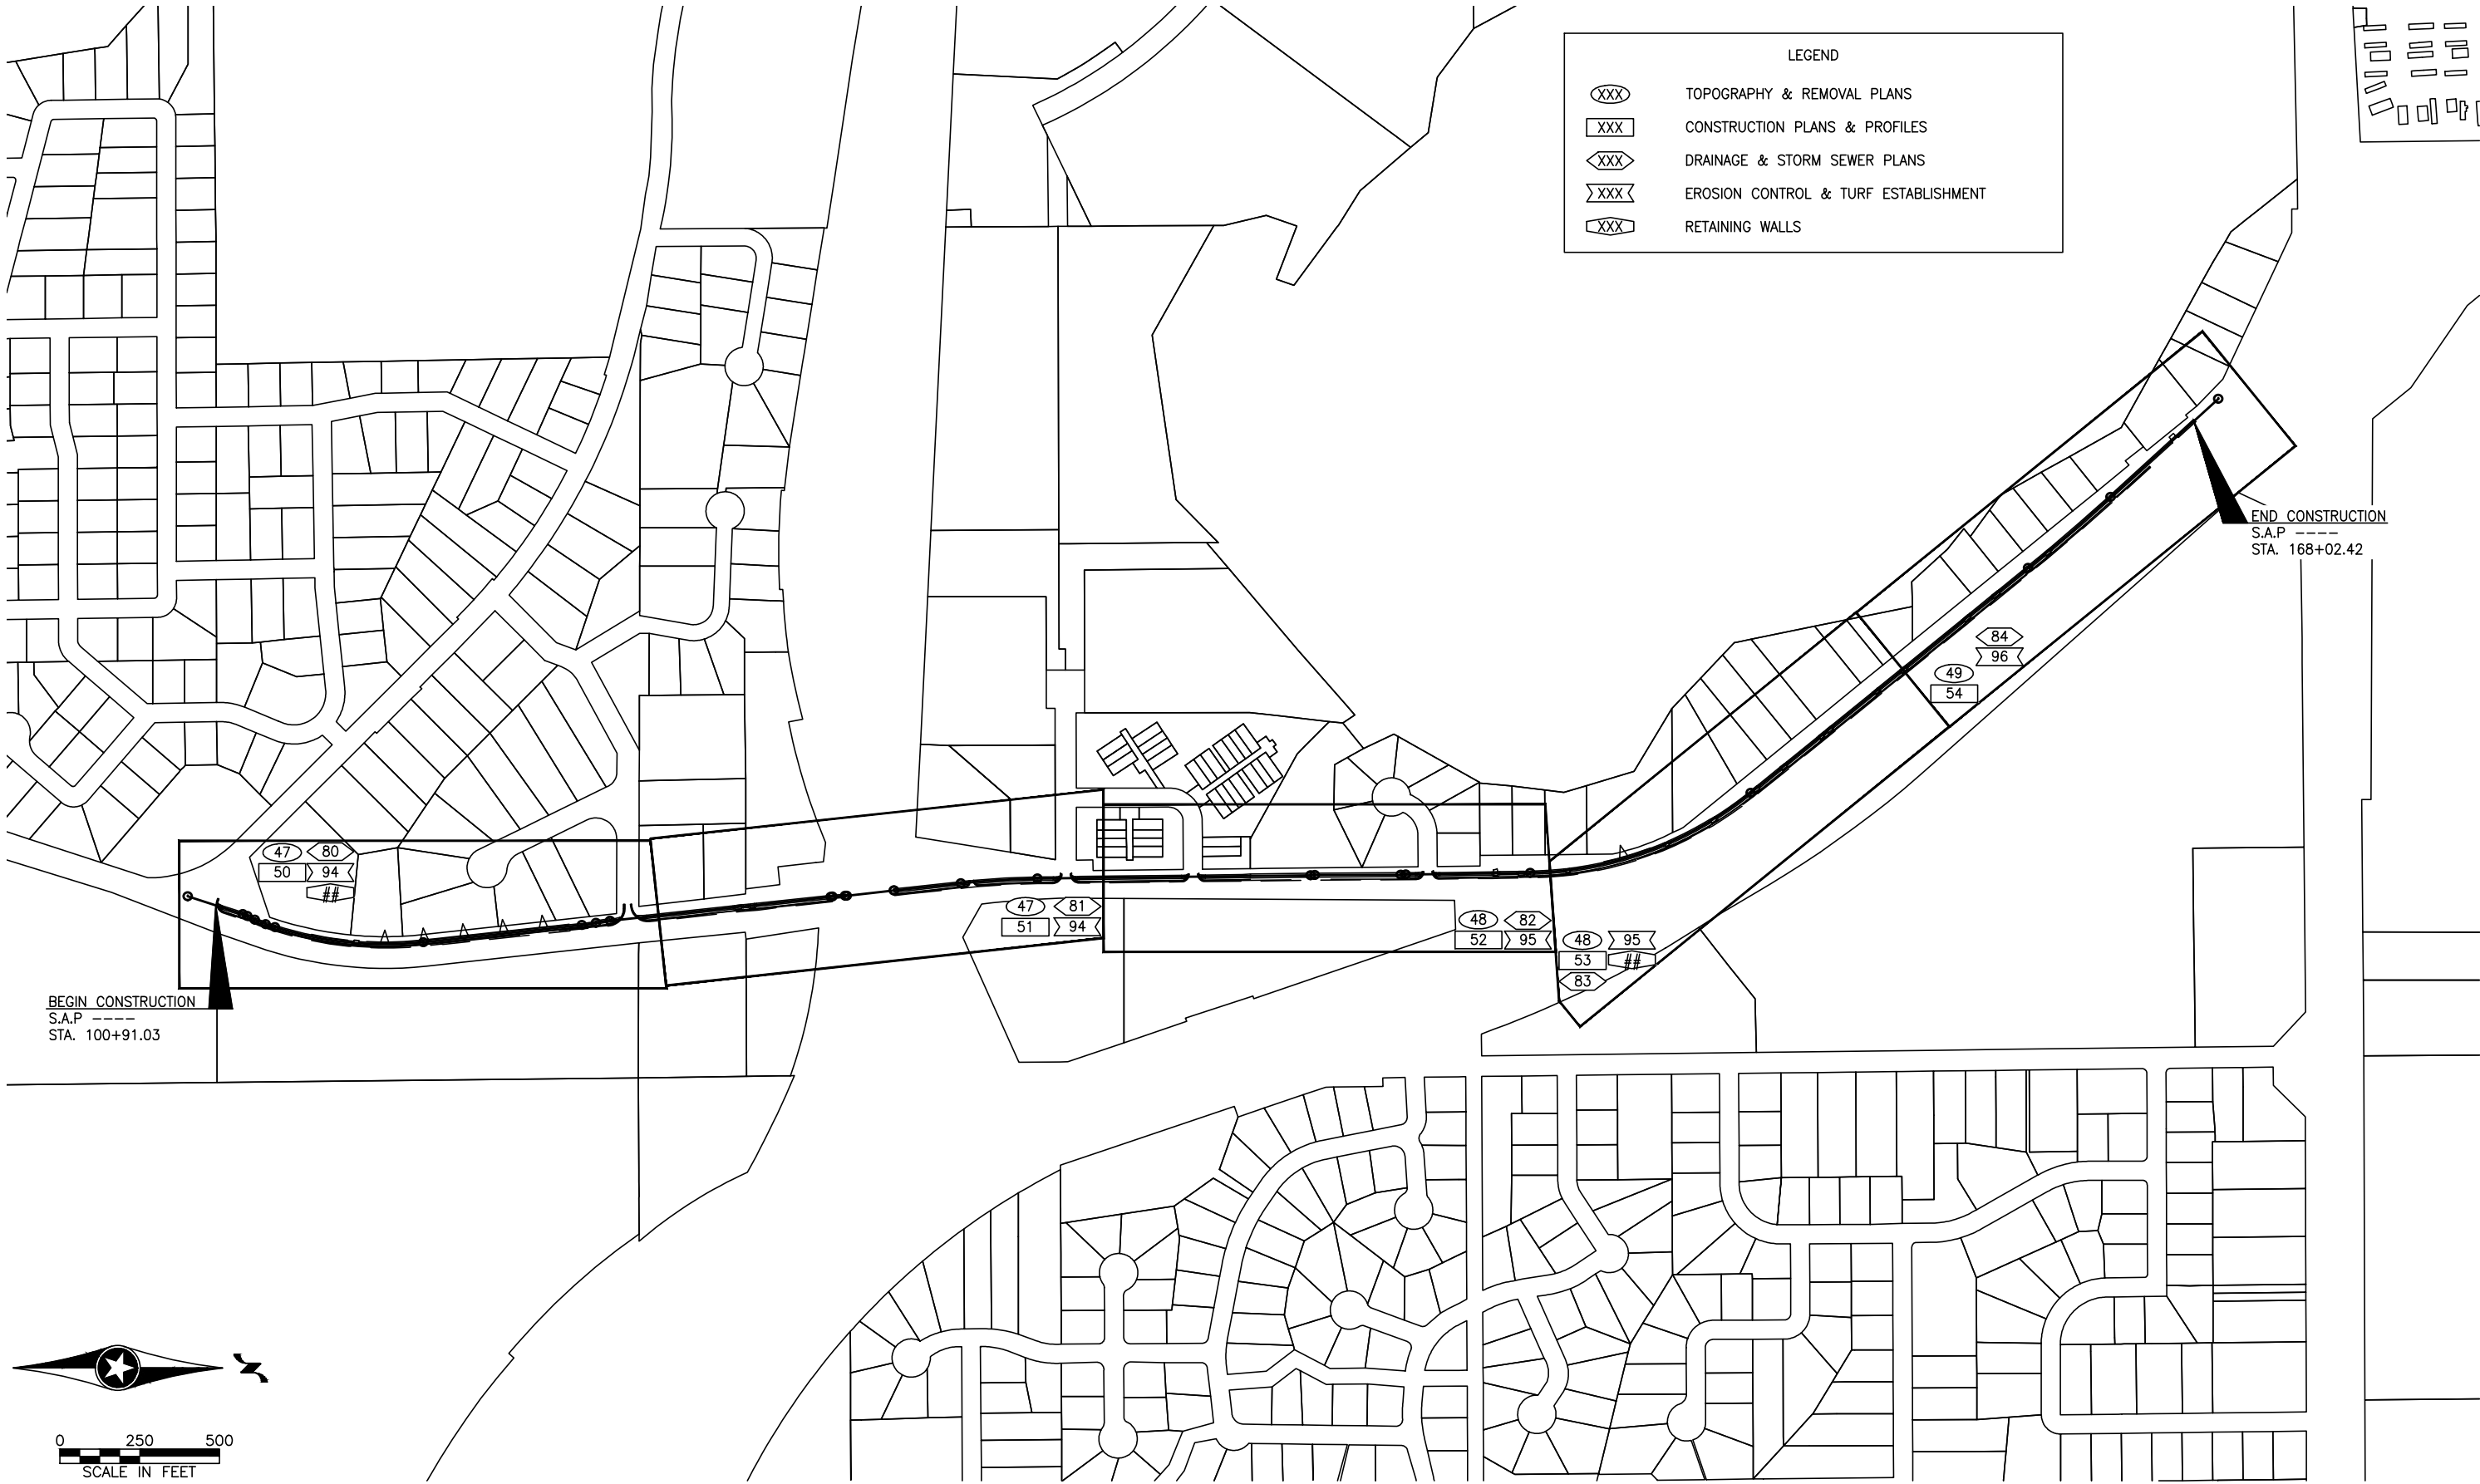 LEGEND
XXX TOPOGRAPHY & REMOVAL PLANS
XXX CONSTRUCTION PLANS & PROFILES
XXX DRAINAGE & STORM SEWER PLANS
XXX EROSION CONTROL & TURF ESTABLISHMENT
XXX RETAINING WALLS
END CONSTRUCTION
S.A.P ----
STA. 168+02.42
84
96
49
54
47 80
50 94
##
47 81
51 94
48 82
52 95
48 95
53 ##
83
BEGIN CONSTRUCTION
S.A.P ----
STA. 100+91.03
N
0 250 500
SCALE IN FEET